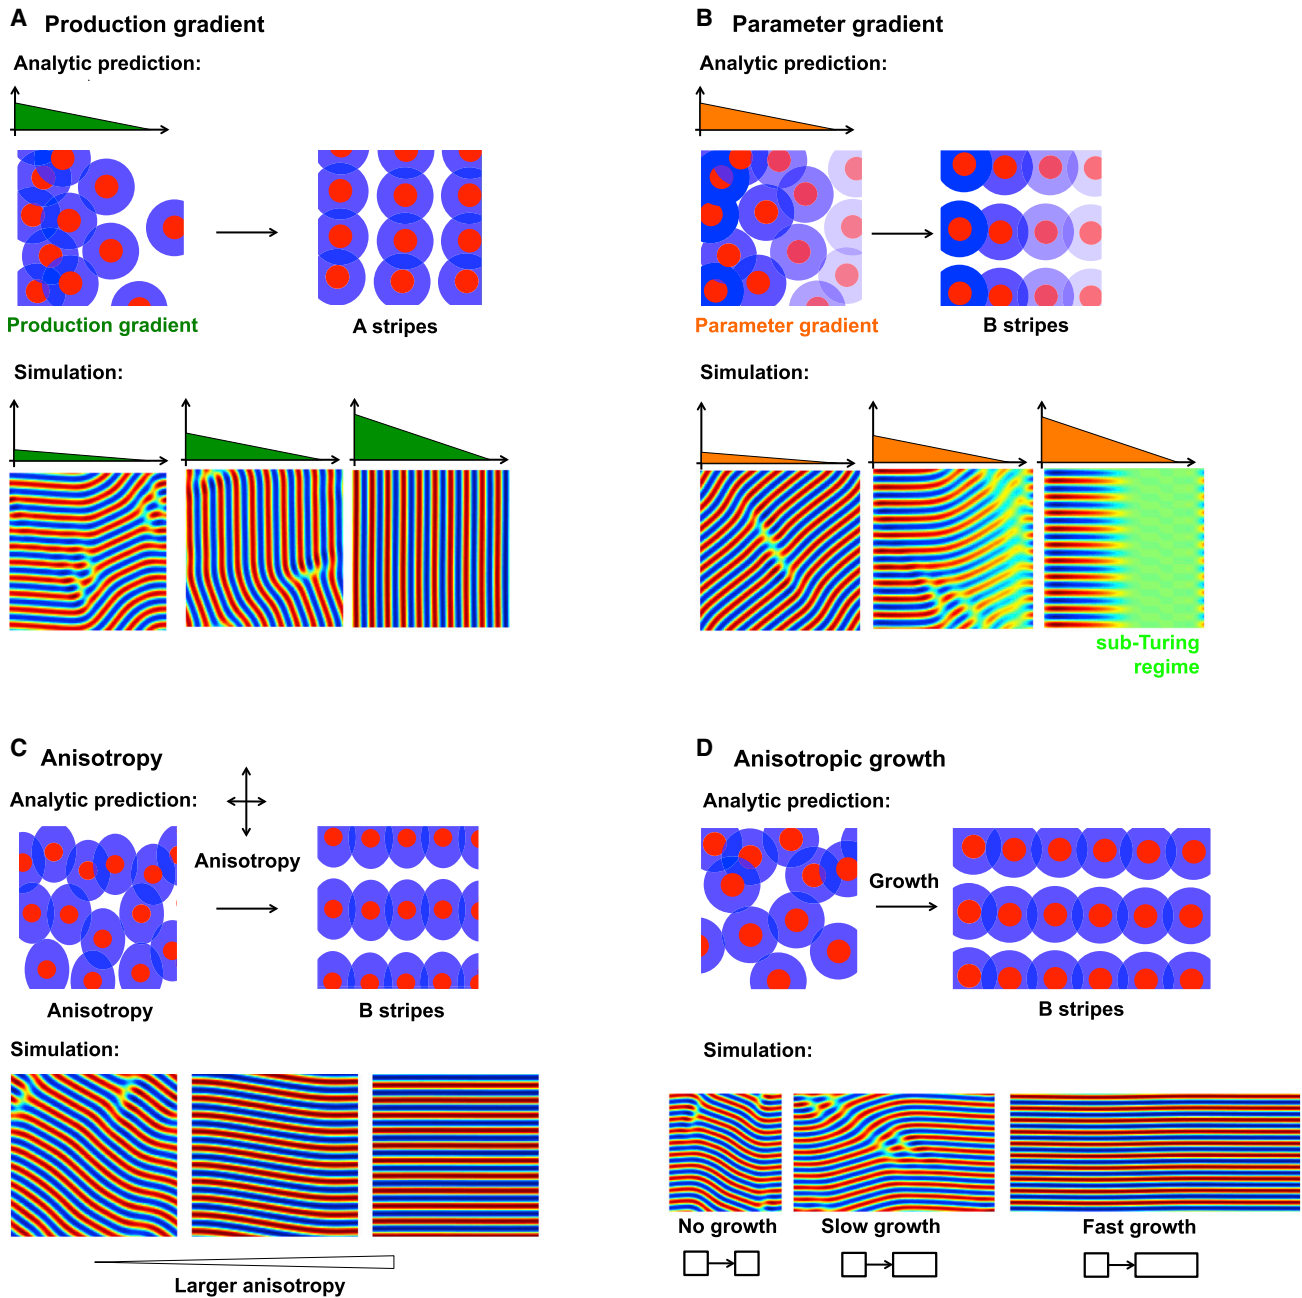 A Production gradient
Analytic prediction:
Production gradient
A stripes
Simulation:
B Parameter gradient
Analytic prediction:
Parameter gradient
B stripes
Simulation:
sub-Turing
regime
C Anisotropy
Analytic prediction:
Anisotropy
Anisotropy
B stripes
Simulation:
Larger anisotropy
D Anisotropic growth
Analytic prediction:
Growth
B stripes
Simulation:
No growth
Slow growth
Fast growth